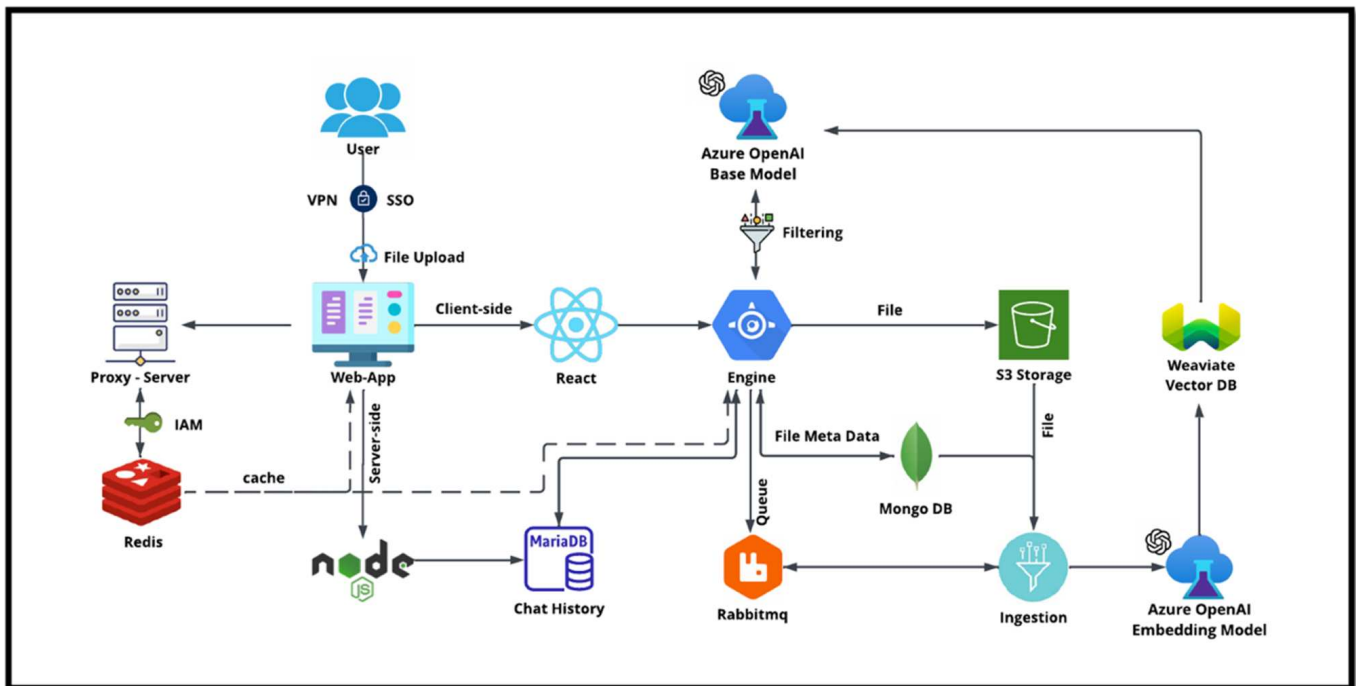 User
VPN
SSO
File Upload
Azure OpenAI
Base Model
Filtering
Client-side
File
Proxy - Server
Web-App
React
Engine
S3 Storage
Weaviate
Vector DB
IAM
Server-side
File Meta Data
File
cache
Queue
Mongo DB
Redis
node
JS
MariaDB
Chat History
Rabbitmq
Ingestion
Azure OpenAI
Embedding Model